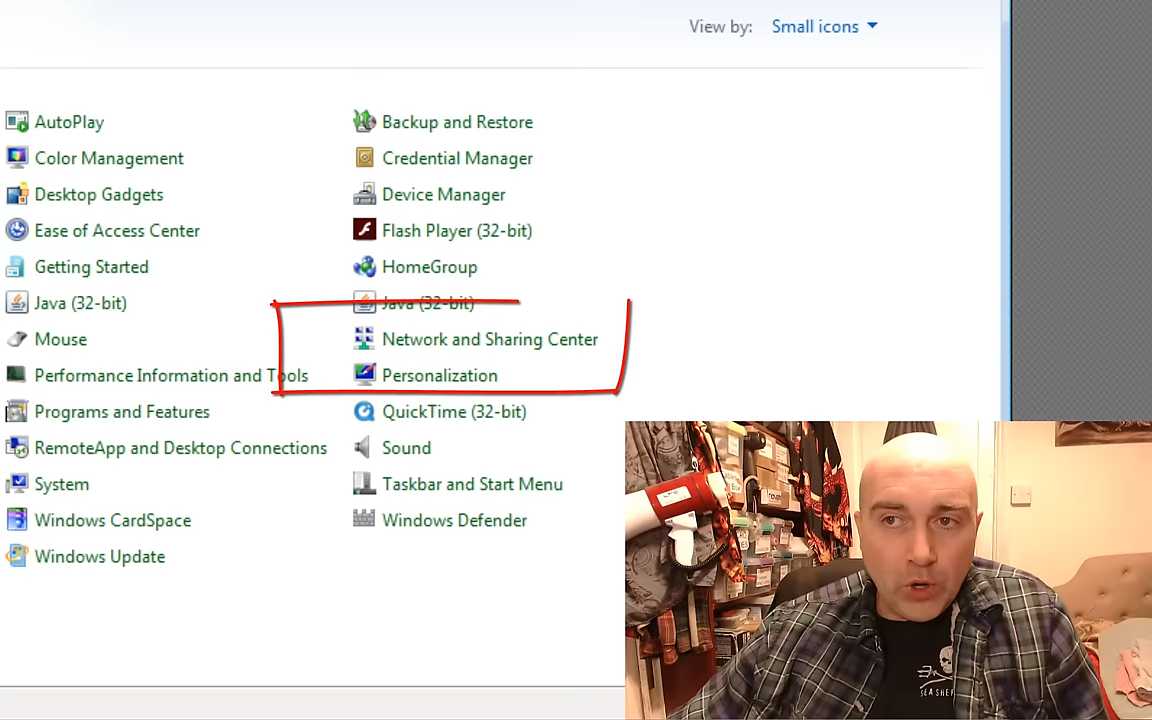 View by: Small icons
AutoPlay
Color Management
Desktop Gadgets
Ease of Access Center
Getting Started
Java (32-bit)
Mouse
Performance Information and Tools
Programs and Features
RemoteApp and Desktop Connections
System
Windows CardSpace
Windows Update
Backup and Restore
Credential Manager
Device Manager
Flash Player (32-bit)
HomeGroup
Java (32-bit)
Network and Sharing Center
Personalization
QuickTime (32-bit)
Sound
Taskbar and Start Menu
Windows Defender